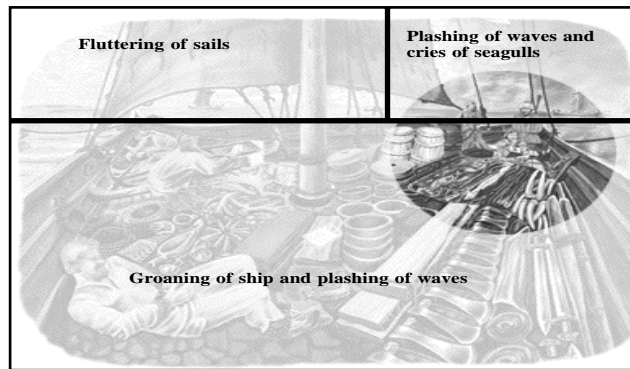 Fluttering of sails
Plashing of waves and
cries of seagulls
Groaning of ship and plashing of waves